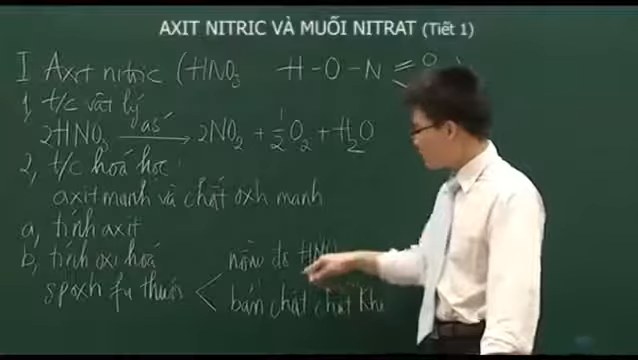 AXIT NITRIC VÀ MUỐI NITRAT (Tiết 1)
I Axit nitric (HNO₃ H-O-N O
1, t/c vật lý
2HNO₃ as 2NO₂ + 1/2 O₂ + H₂O
2, t/c hoá học
axit mạnh và chất oxh mạnh
a, tính axit
b, tính oxi hoá nồng độ HNO
spoxh fụ thuộc < bản chất chất khử